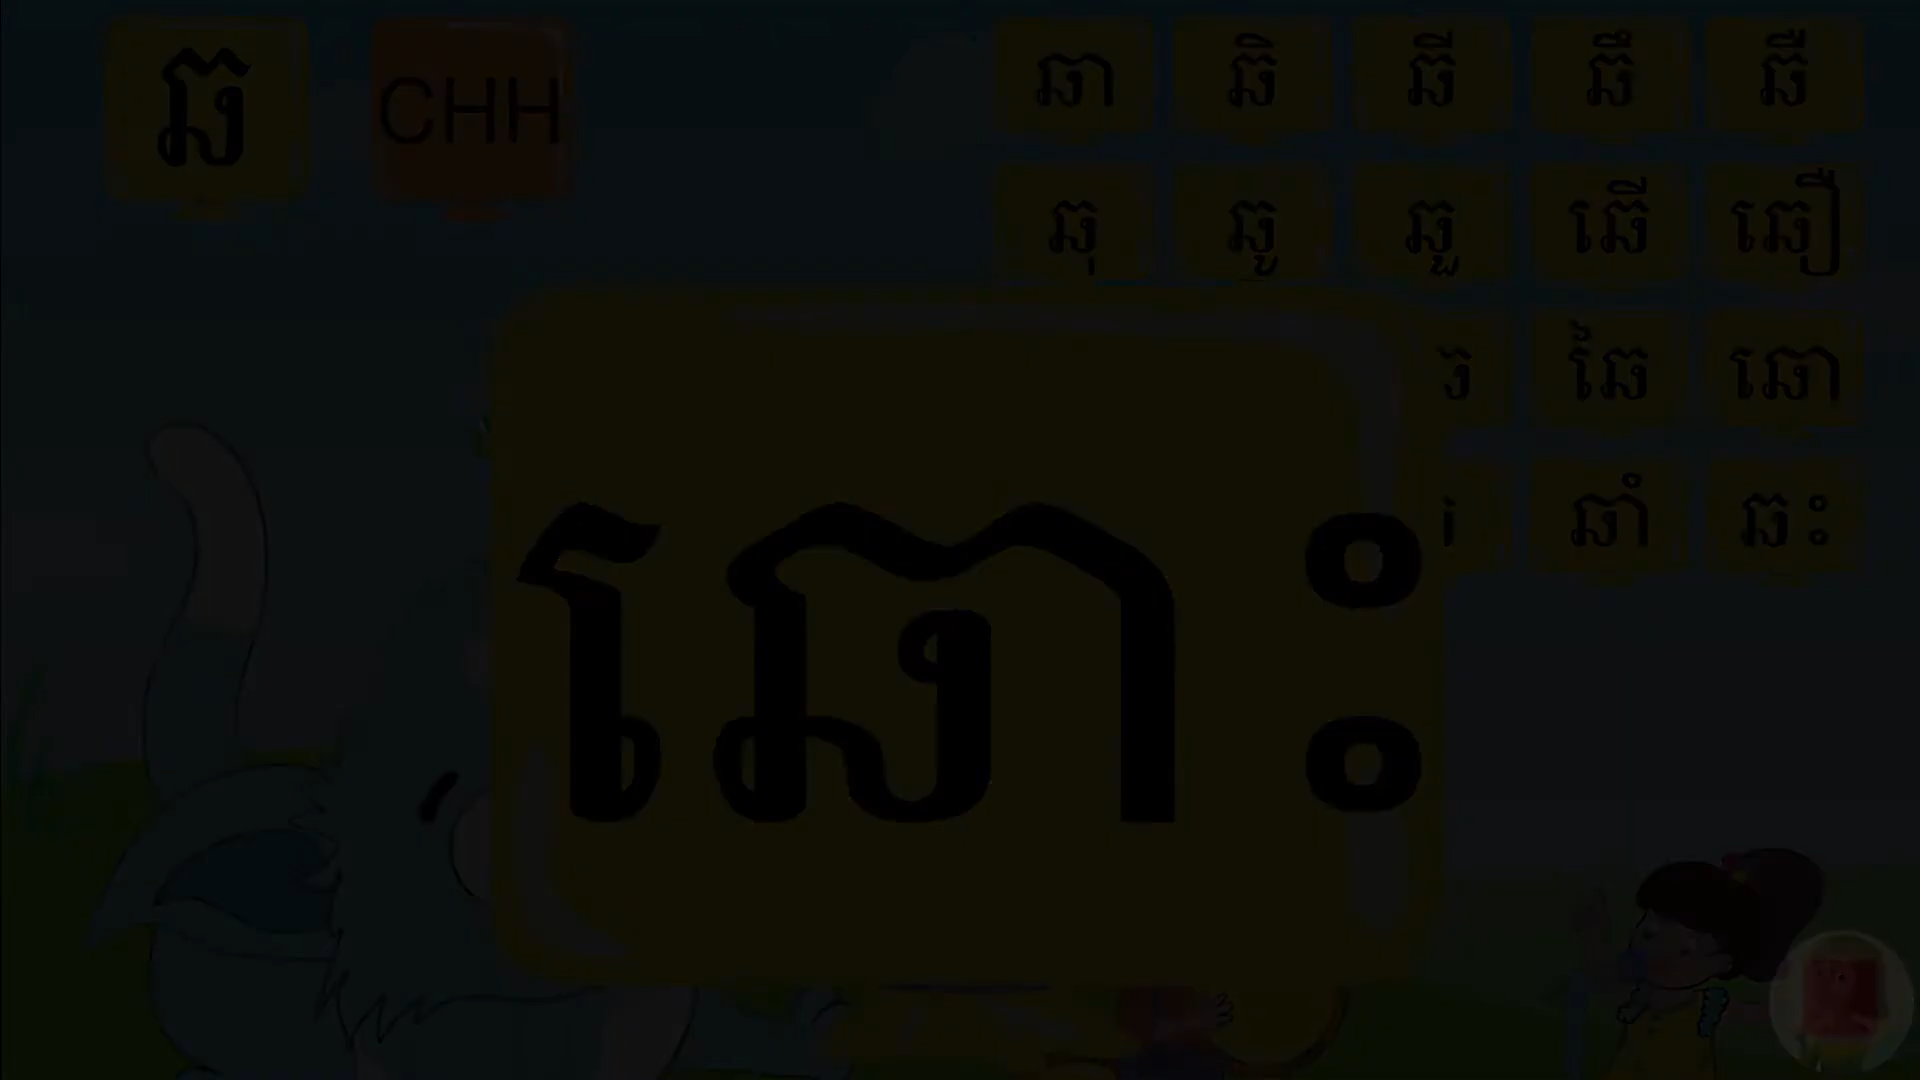 ឆ CHH
ឆា ឆិ ឆី ឆឹ ឆឺ
ឆុ ឆូ ឆួ ឆើ ឆឿ
ឆៃ ឆោ
ឆាំ ឆះ
ឆោះ